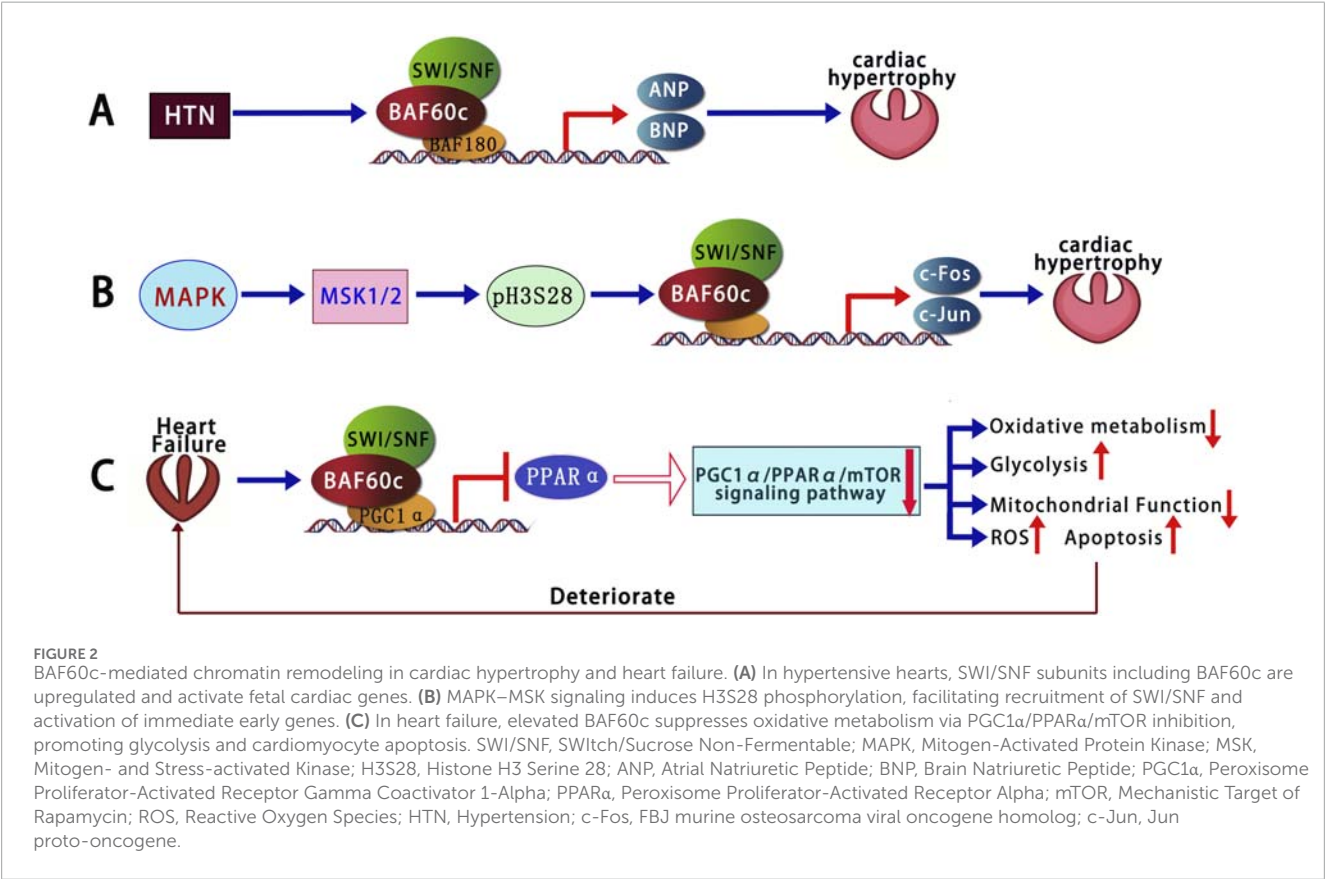 A
HTN
SWI/SNF
BAF60c
BAF180
ANP
BNP
cardiac
hypertrophy
B
MAPK
MSK1/2
pH3S28
SWI/SNF
BAF60c
c-Fos
c-Jun
cardiac
hypertrophy
C
Heart
Failure
SWI/SNF
BAF60c
PGC1 α
PPAR α
PGC1α/PPARα/mTOR
signaling pathway
Oxidative metabolism
Glycolysis
Mitochondrial Function
ROS Apoptosis
Deteriorate
FIGURE 2
BAF60c-mediated chromatin remodeling in cardiac hypertrophy and heart failure. (A) In hypertensive hearts, SWI/SNF subunits including BAF60c are
upregulated and activate fetal cardiac genes. (B) MAPK–MSK signaling induces H3S28 phosphorylation, facilitating recruitment of SWI/SNF and
activation of immediate early genes. (C) In heart failure, elevated BAF60c suppresses oxidative metabolism via PGC1α/PPARα/mTOR inhibition,
promoting glycolysis and cardiomyocyte apoptosis. SWI/SNF, SWItch/Sucrose Non-Fermentable; MAPK, Mitogen-Activated Protein Kinase; MSK,
Mitogen- and Stress-activated Kinase; H3S28, Histone H3 Serine 28; ANP, Atrial Natriuretic Peptide; BNP, Brain Natriuretic Peptide; PGC1α, Peroxisome
Proliferator-Activated Receptor Gamma Coactivator 1-Alpha; PPARα, Peroxisome Proliferator-Activated Receptor Alpha; mTOR, Mechanistic Target of
Rapamycin; ROS, Reactive Oxygen Species; HTN, Hypertension; c-Fos, FBJ murine osteosarcoma viral oncogene homolog; c-Jun, Jun
proto-oncogene.